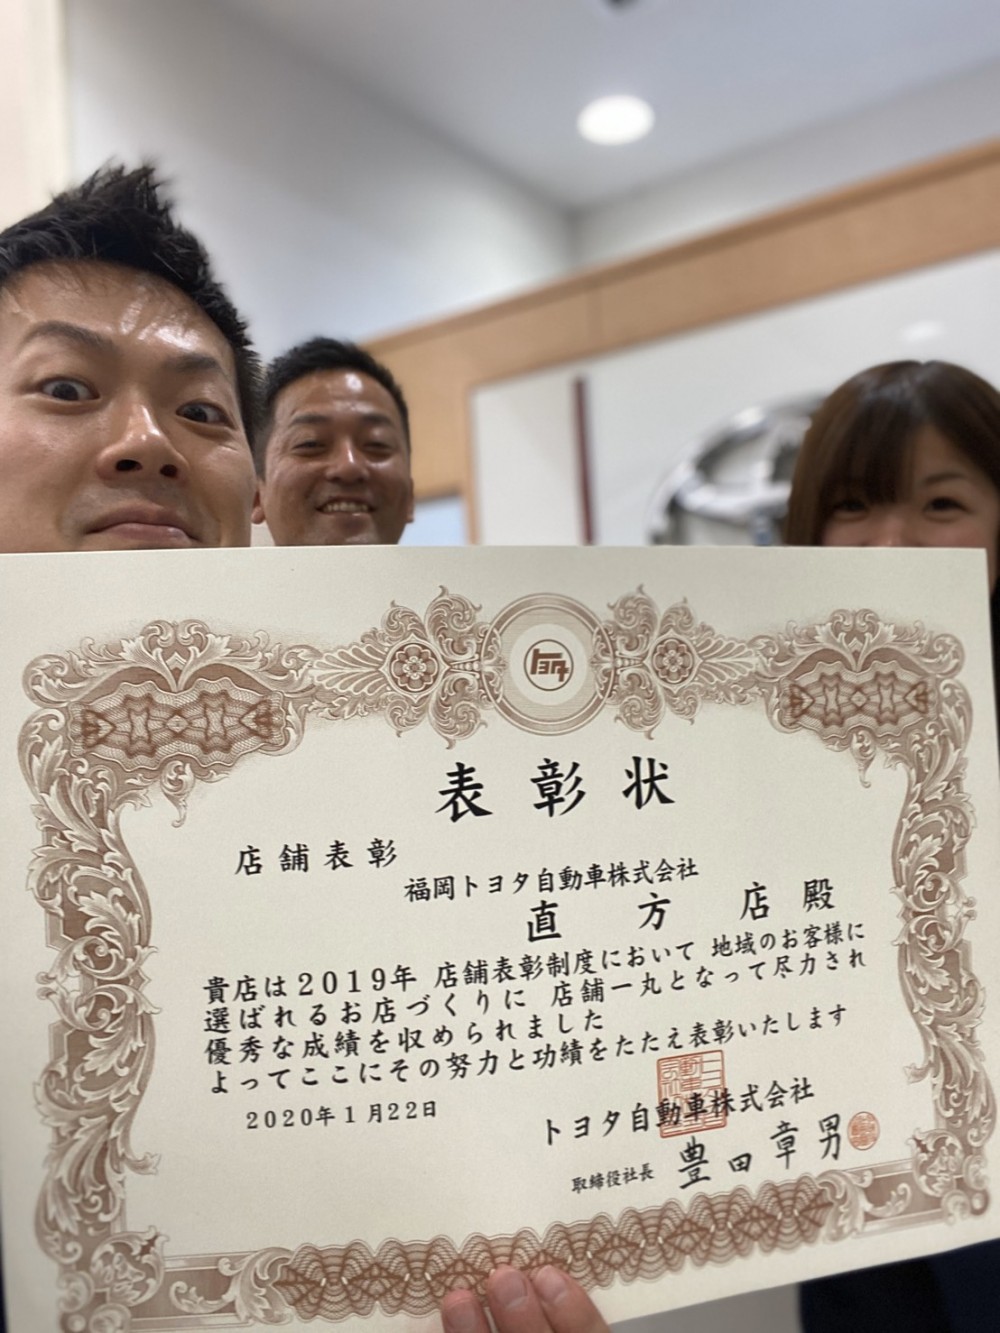 トヨタ
表彰状
店舗表彰
福岡トヨタ自動車株式会社
直方店殿
貴店は2019年 店舗表彰制度において 地域のお客様に
選ばれるお店づくりに 店舗一丸となって尽力され
優秀な成績を収められました
よってここにその努力と功績をたたえ表彰いたします
2020年1月22日
トヨタ自動車株式会社
取締役社長 豊田章男